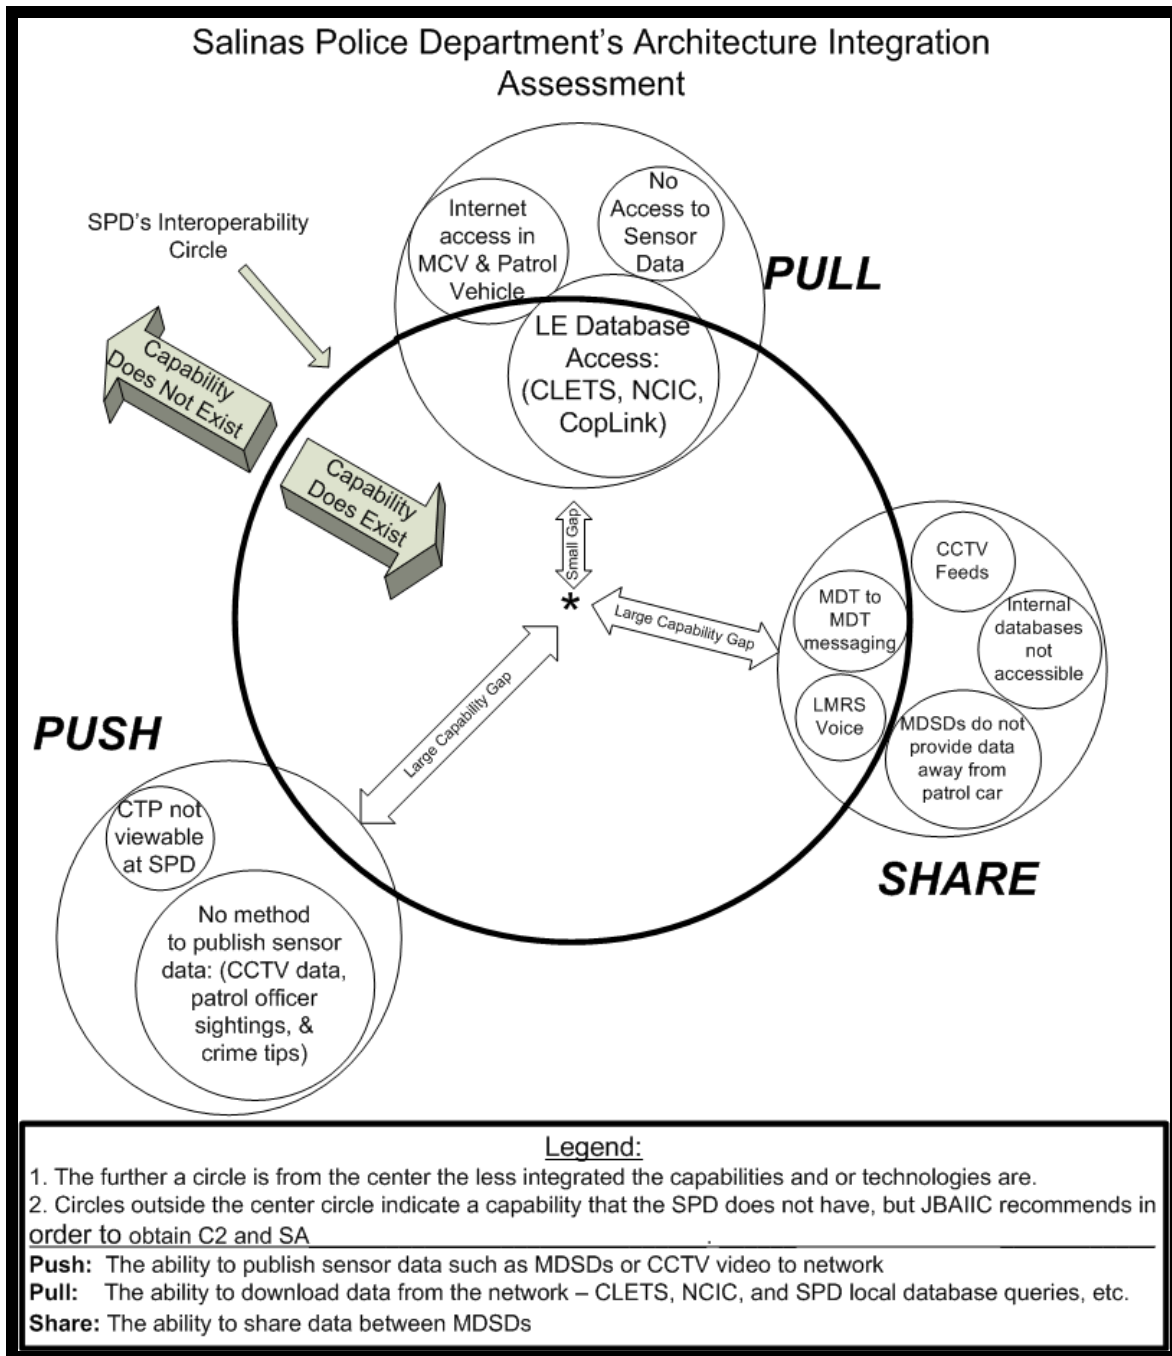 Salinas Police Department's Architecture Integration
Assessment
SPD's Interoperability
Circle
Internet
access in
MCV & Patrol
Vehicle
No
Access to
Sensor
Data
PULL
LE Database
Access:
(CLETS, NCIC,
CopLink)
Capability
Does Not Exist
Capability
Does Exist
Small Gap
*
Large Capability Gap
CCTV
Feeds
MDT to
MDT
messaging
Internal
databases
not
accessible
LMRS
Voice
MDSDs do not
provide data
away from
patrol car
SHARE
Large Capability Gap
PUSH
CTP not
viewable
at SPD
No method
to publish sensor
data: (CCTV data,
patrol officer
sightings, &
crime tips)
Legend:
1. The further a circle is from the center the less integrated the capabilities and or technologies are.
2. Circles outside the center circle indicate a capability that the SPD does not have, but JBAIIC recommends in
order to obtain C2 and SA .
Push: The ability to publish sensor data such as MDSDs or CCTV video to network
Pull: The ability to download data from the network – CLETS, NCIC, and SPD local database queries, etc.
Share: The ability to share data between MDSDs